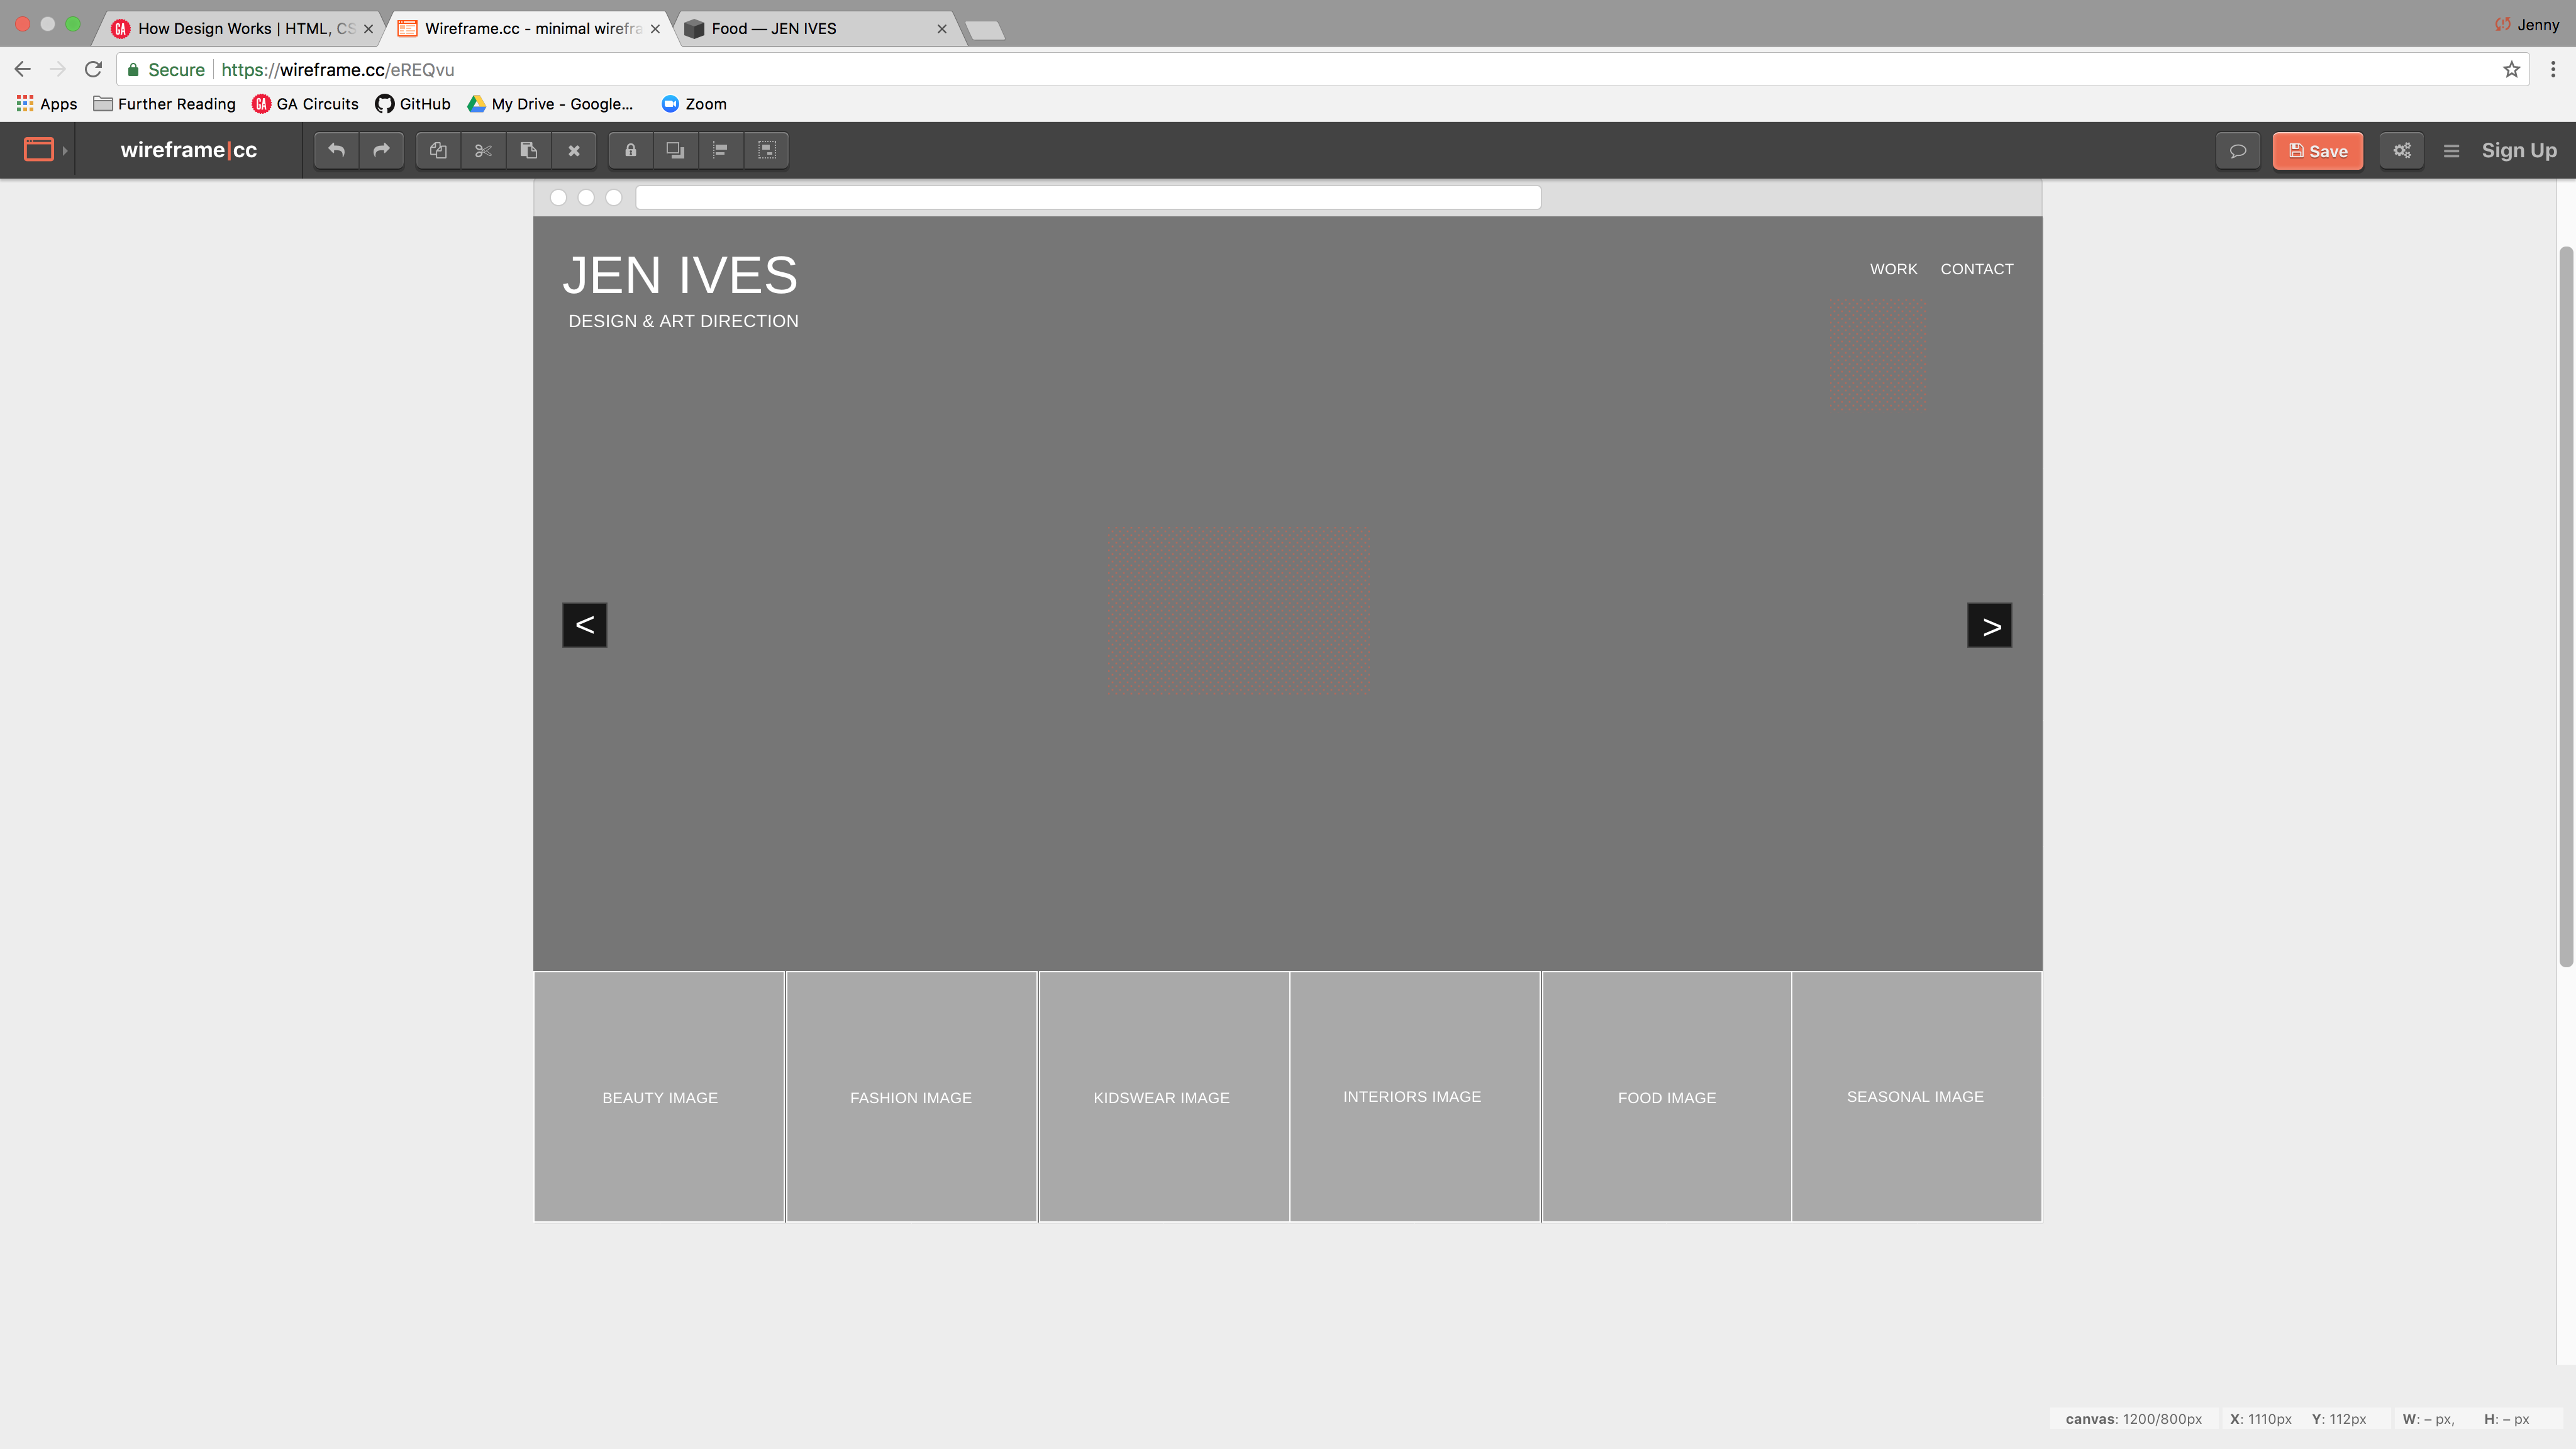 How Design Works | HTML, CS
Wireframe.cc - minimal wirefra
Food — JEN IVES
Jenny
Secure
https://wireframe.cc/eREQvu
Apps
Further Reading
GA Circuits
GitHub
My Drive - Google...
Zoom
wireframe|cc
Save
Sign Up
JEN IVES
WORK CONTACT
DESIGN & ART DIRECTION
< >
BEAUTY IMAGE
FASHION IMAGE
KIDSWEAR IMAGE
INTERIORS IMAGE
FOOD IMAGE
SEASONAL IMAGE
canvas: 1200/800px X: 1110px Y: 112px W: – px, H: – px